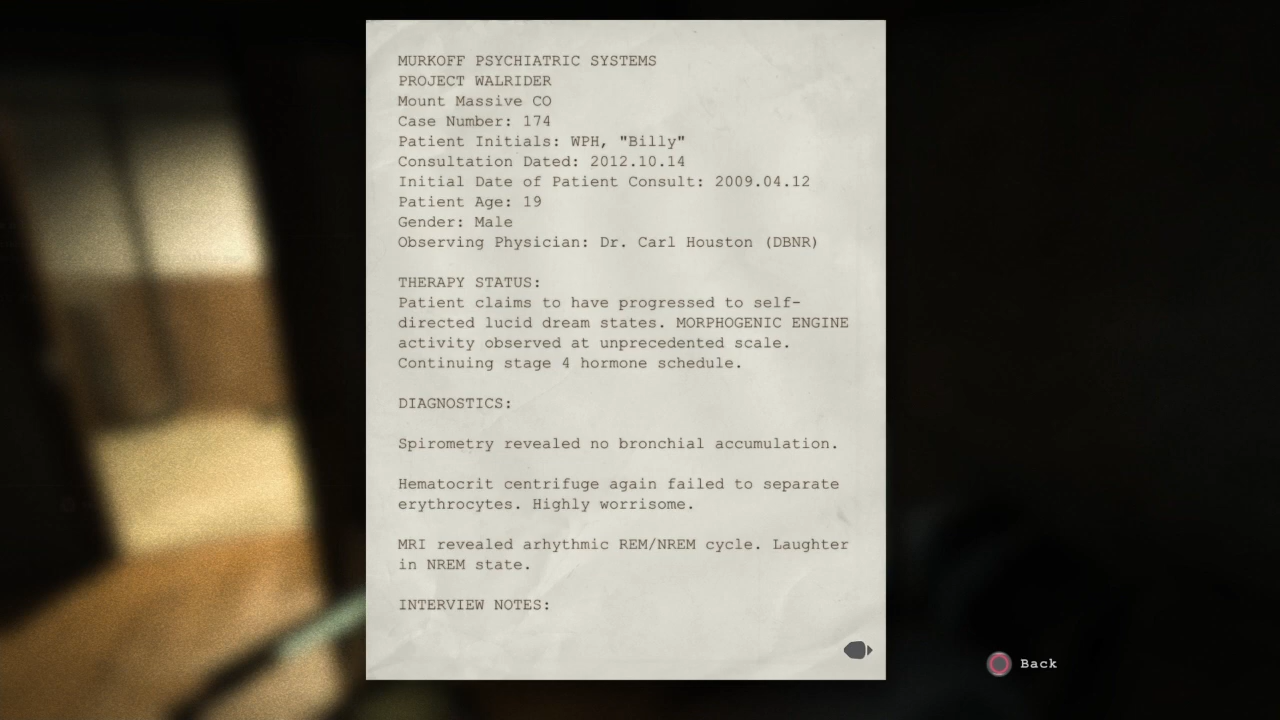 MURKOFF PSYCHIATRIC SYSTEMS
PROJECT WALRIDER
Mount Massive CO
Case Number: 174
Patient Initials: WPH, "Billy"
Consultation Dated: 2012.10.14
Initial Date of Patient Consult: 2009.04.12
Patient Age: 19
Gender: Male
Observing Physician: Dr. Carl Houston (DBNR)
THERAPY STATUS:
Patient claims to have progressed to self-
directed lucid dream states. MORPHOGENIC ENGINE
activity observed at unprecedented scale.
Continuing stage 4 hormone schedule.
DIAGNOSTICS:
Spirometry revealed no bronchial accumulation.
Hematocrit centrifuge again failed to separate
erythrocytes. Highly worrisome.
MRI revealed arhythmic REM/NREM cycle. Laughter
in NREM state.
INTERVIEW NOTES:
Back